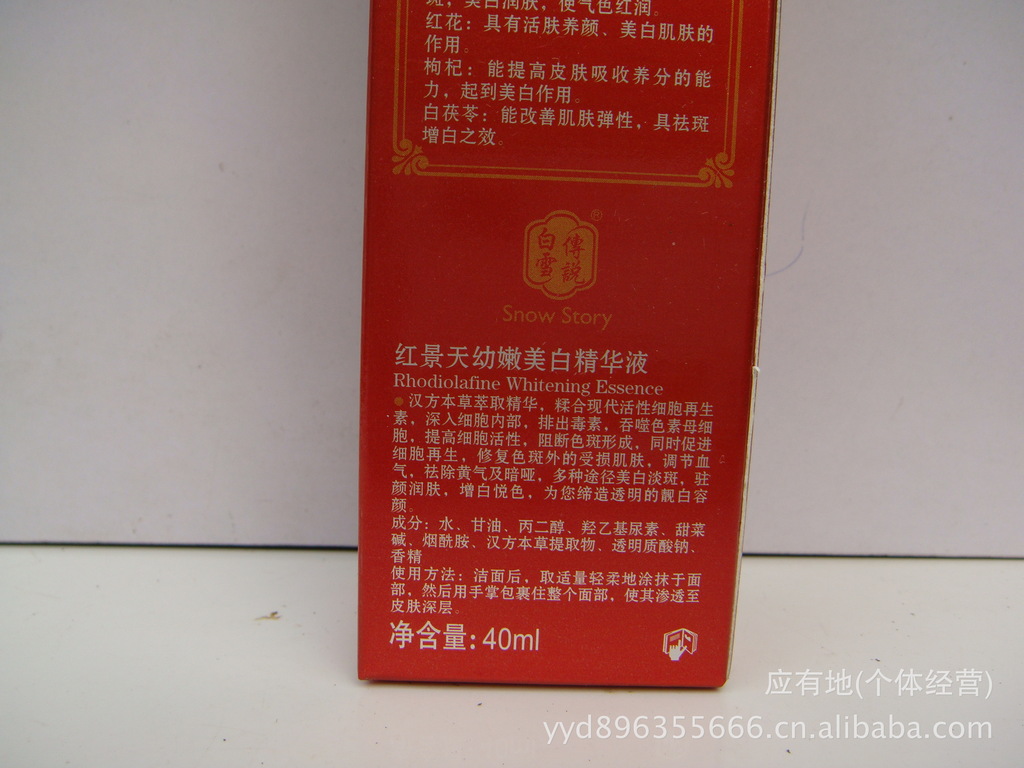 斑，美白润肤，使气色红润。
红花：具有活肤养颜、美白肌肤的
作用。
枸杞：能提高皮肤吸收养分的能
力，起到美白作用。
白茯苓：能改善肌肤弹性，具祛斑
增白之效。
®
白雪
傳説
Snow Story
红景天幼嫩美白精华液
Rhodiolafine Whitening Essence
●汉方本草萃取精华，糅合现代活性细胞再生
素，深入细胞内部，排出毒素，吞噬色素母细
胞，提高细胞活性，阻断色斑形成，同时促进
细胞再生，修复色斑外的受损肌肤，调节血
气，祛除黄气及暗哑，多种途径美白淡斑，驻
颜润肤，增白悦色，为您缔造透明的靓白容
颜。
成分：水、甘油、丙二醇、羟乙基尿素、甜菜
碱、烟酰胺、汉方本草提取物、透明质酸钠、
香精
使用方法：洁面后，取适量轻柔地涂抹于面
部，然后用手掌包裹住整个面部，使其渗透至
皮肤深层。
净含量：40ml
应有地(个体经营)
yyd896355666.cn.alibaba.com